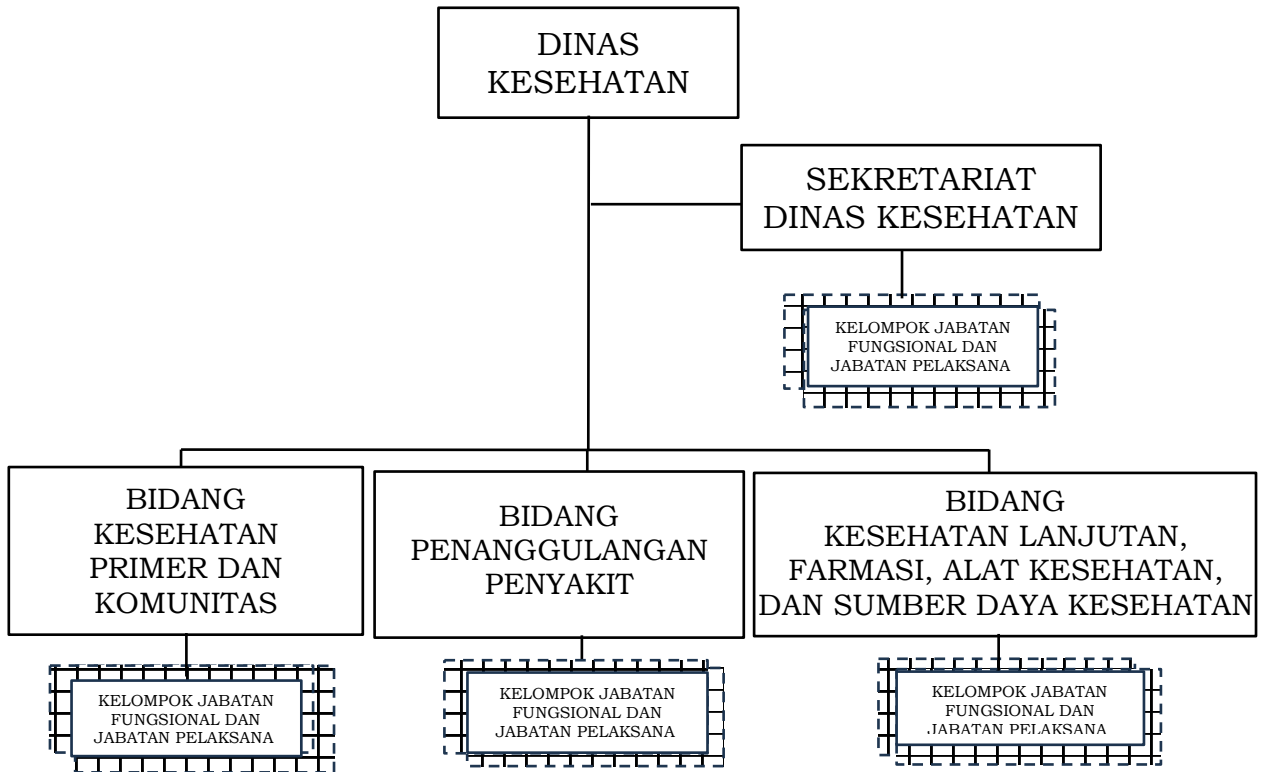 DINAS
KESEHATAN
SEKRETARIAT
DINAS KESEHATAN
KELOMPOK JABATAN
FUNGSIONAL DAN
JABATAN PELAKSANA
BIDANG
KESEHATAN
PRIMER DAN
KOMUNITAS
BIDANG
PENANGGULANGAN
PENYAKIT
BIDANG
KESEHATAN LANJUTAN,
FARMASI, ALAT KESEHATAN,
DAN SUMBER DAYA KESEHATAN
KELOMPOK JABATAN
FUNGSIONAL DAN
JABATAN PELAKSANA
KELOMPOK JABATAN
FUNGSIONAL DAN
JABATAN PELAKSANA
KELOMPOK JABATAN
FUNGSIONAL DAN
JABATAN PELAKSANA